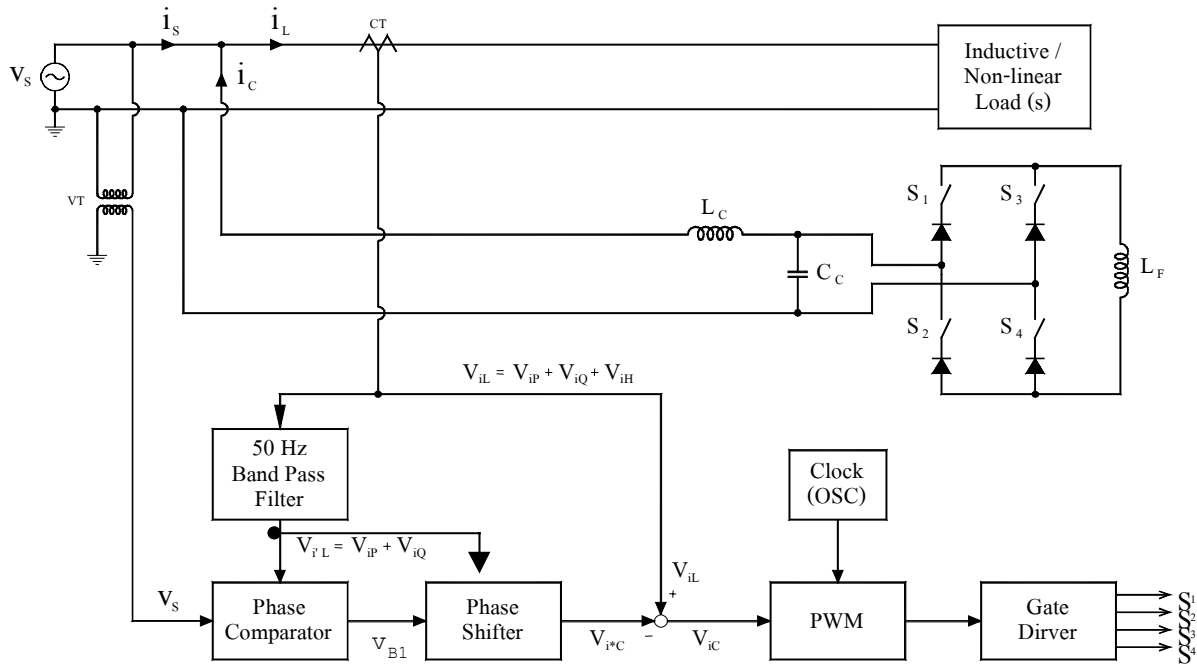 i_S
i_L
CT
V_S
i_C
Inductive /
Non-linear
Load (s)
VT
L_C
C_C
S_1
S_3
S_2
S_4
L_F
V_iL = V_iP + V_iQ + V_iH
50 Hz
Band Pass
Filter
Clock
(OSC)
V_i' L = V_iP + V_iQ
V_iL
+
V_S
Phase
Comparator
V_B1
Phase
Shifter
V_i*C
-
V_iC
PWM
Gate
Dirver
S_1
S_2
S_3
S_4